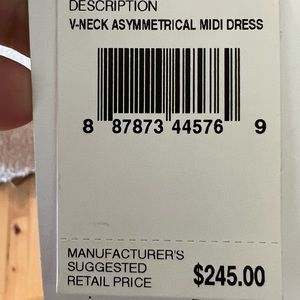 DESCRIPTION
V-NECK ASYMMETRICAL MIDI DRESS
8 87873 44576 9
MANUFACTURER'S
SUGGESTED
RETAIL PRICE $245.00